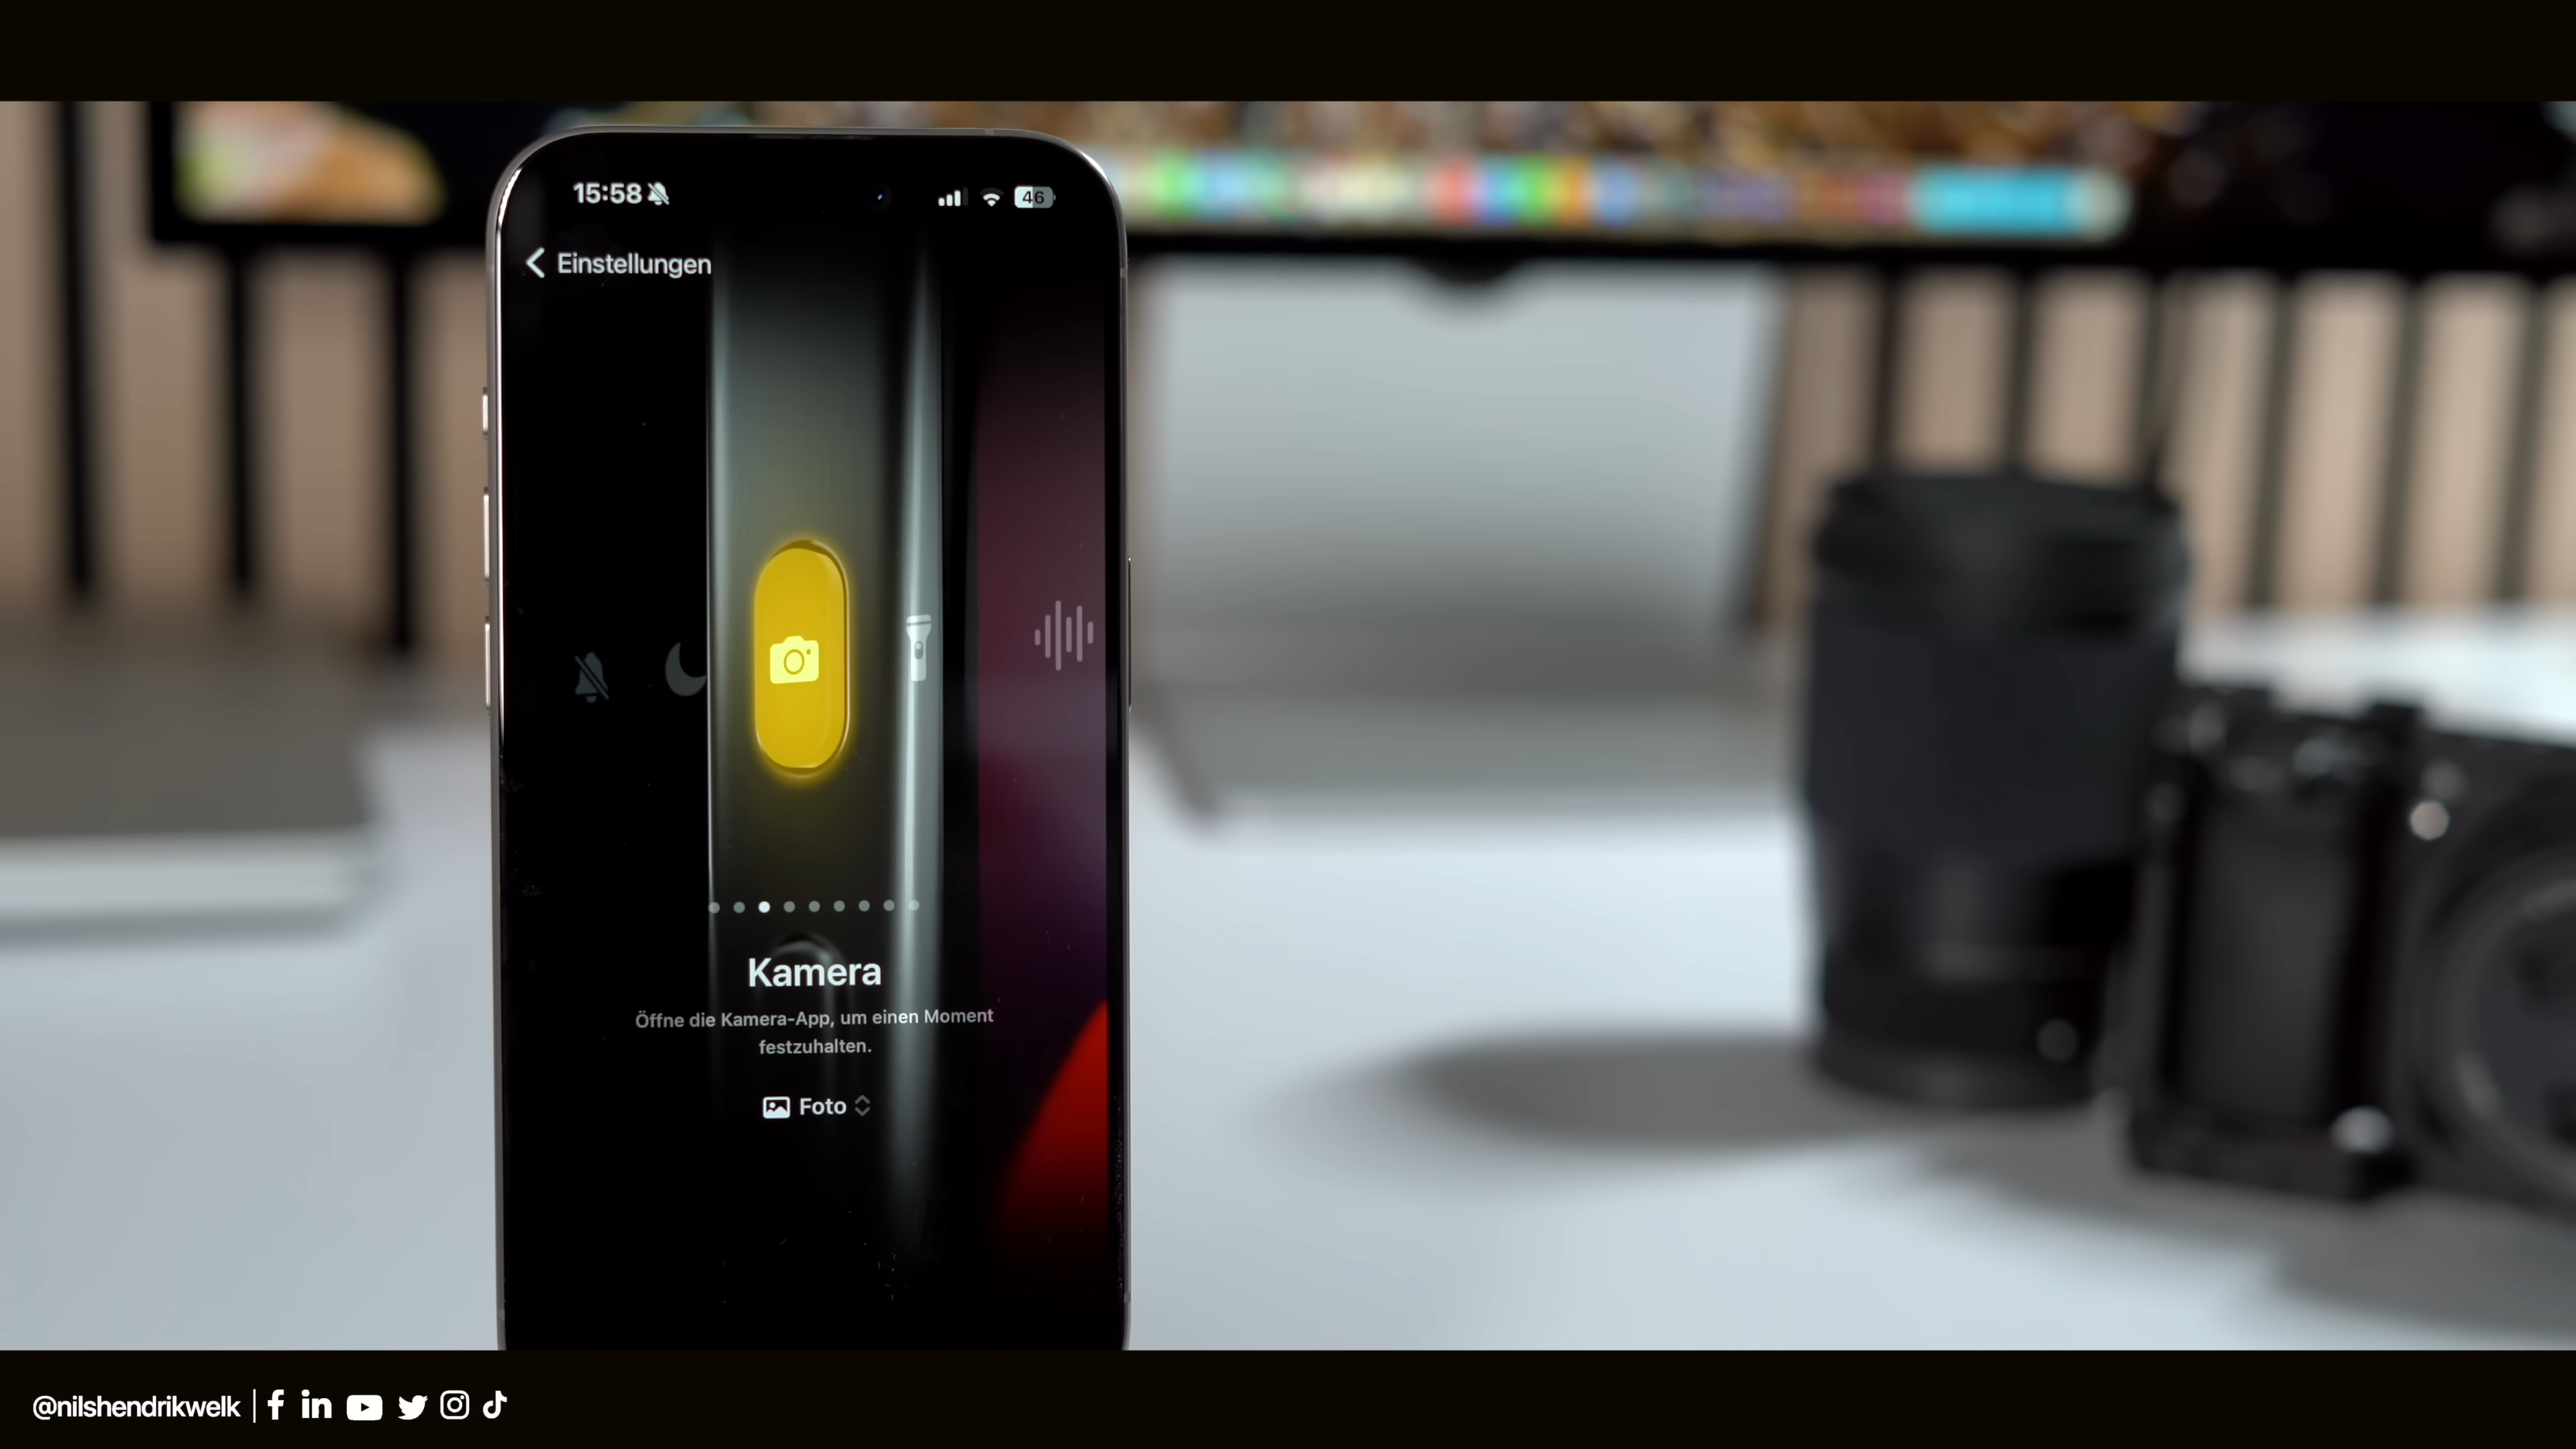 15:58
46
Einstellungen
Kamera
Öffne die Kamera-App, um einen Moment
festzuhalten.
Foto
@nilshendrikwelk